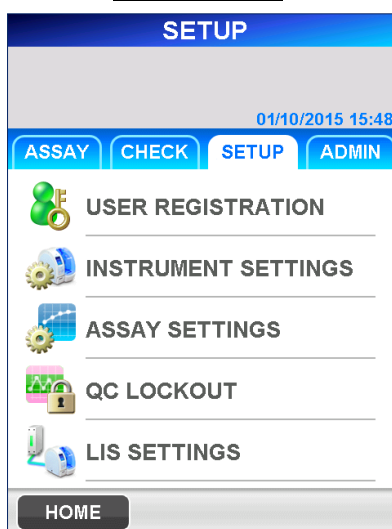 SETUP
01/10/2015 15:48
ASSAY CHECK SETUP ADMIN
USER REGISTRATION
INSTRUMENT SETTINGS
ASSAY SETTINGS
QC LOCKOUT
LIS SETTINGS
HOME